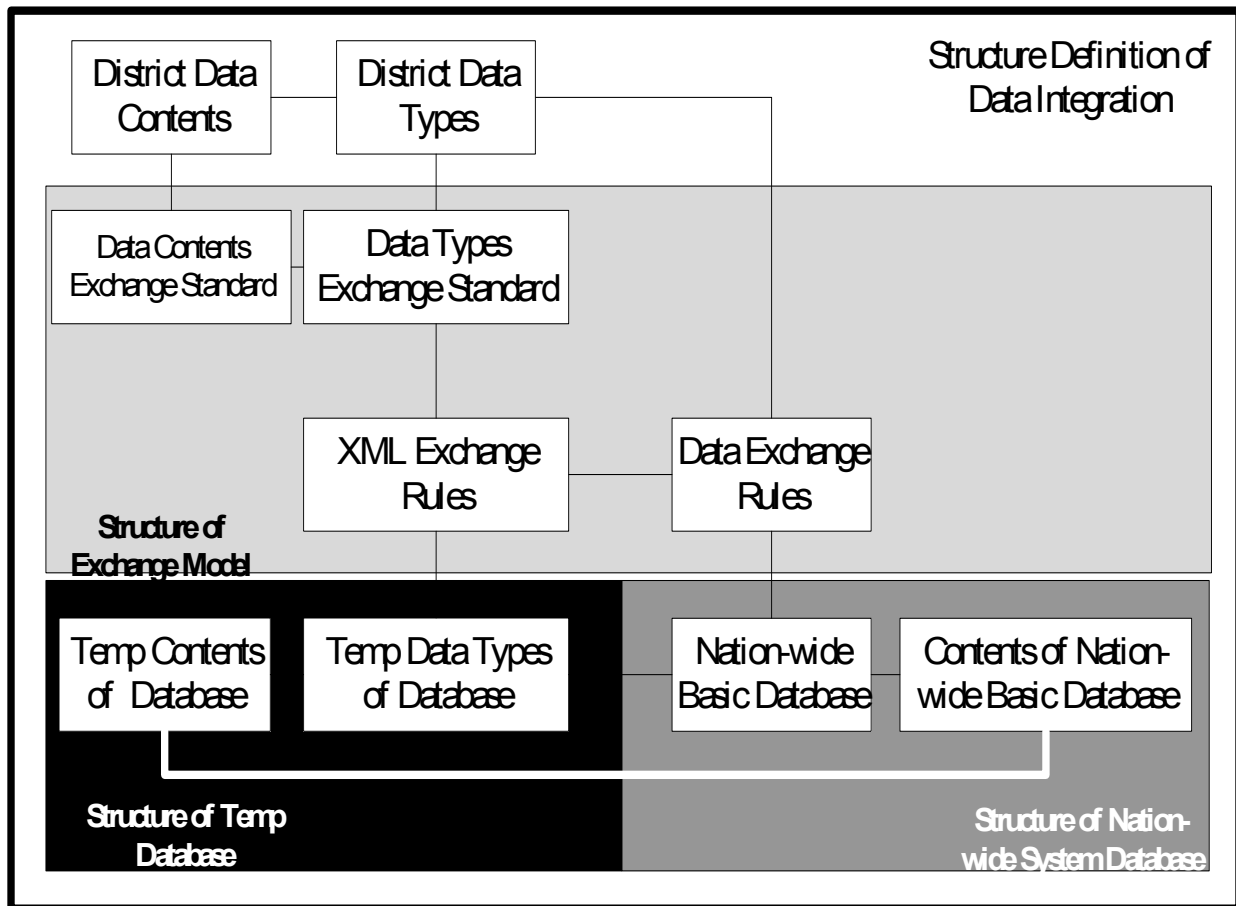 Structure Definition of
Data Integration
District Data
Contents
District Data
Types
Data Contents
Exchange Standard
Data Types
Exchange Standard
XML Exchange
Rules
Data Exchange
Rules
Structure of
Exchange Model
Temp Contents
of Database
Temp Data Types
of Database
Nation-wide
Basic Database
Contents of Nation-
wide Basic Database
Structure of Temp
Database
Structure of Nation-
wide System Database